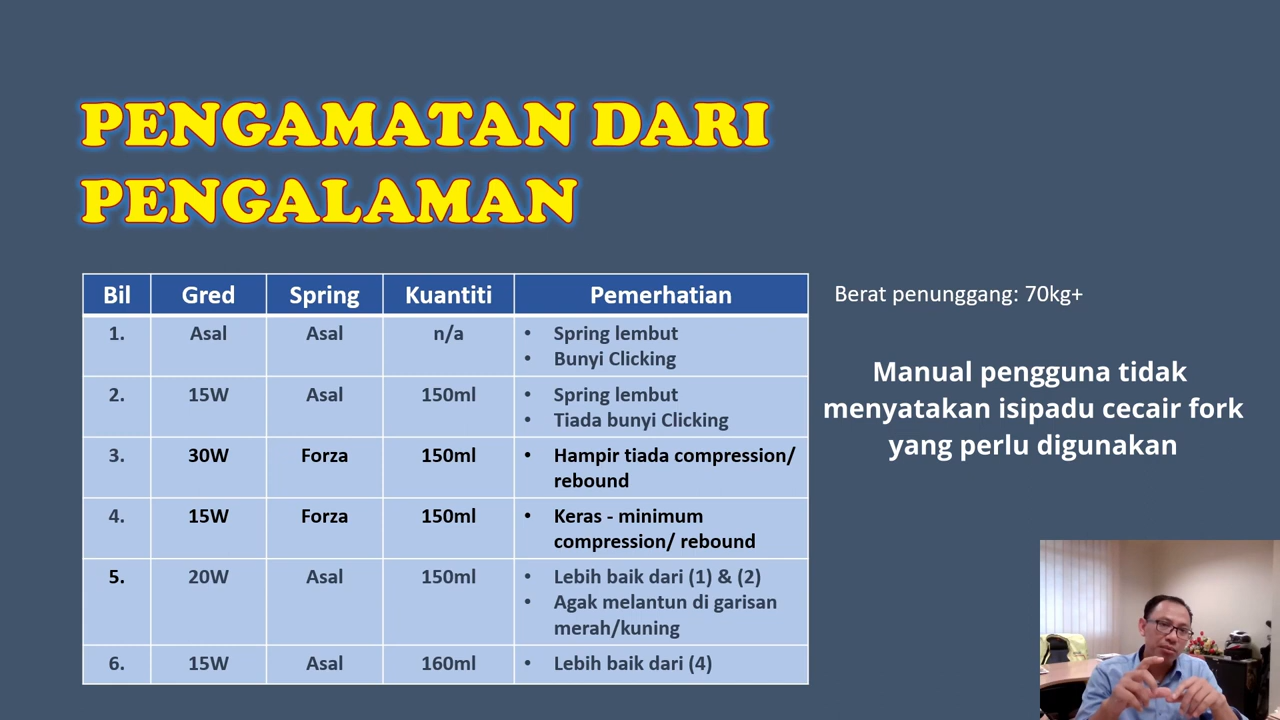 PENGAMATAN DARI
PENGALAMAN
Bil Gred Spring Kuantiti Pemerhatian
1. Asal Asal n/a • Spring lembut
• Bunyi Clicking
2. 15W Asal 150ml • Spring lembut
• Tiada bunyi Clicking
3. 30W Forza 150ml • Hampir tiada compression/
rebound
4. 15W Forza 150ml • Keras - minimum
compression/ rebound
5. 20W Asal 150ml • Lebih baik dari (1) & (2)
• Agak melantun di garisan
merah/kuning
6. 15W Asal 160ml • Lebih baik dari (4)
Berat penunggang: 70kg+
Manual pengguna tidak
menyatakan isipadu cecair fork
yang perlu digunakan